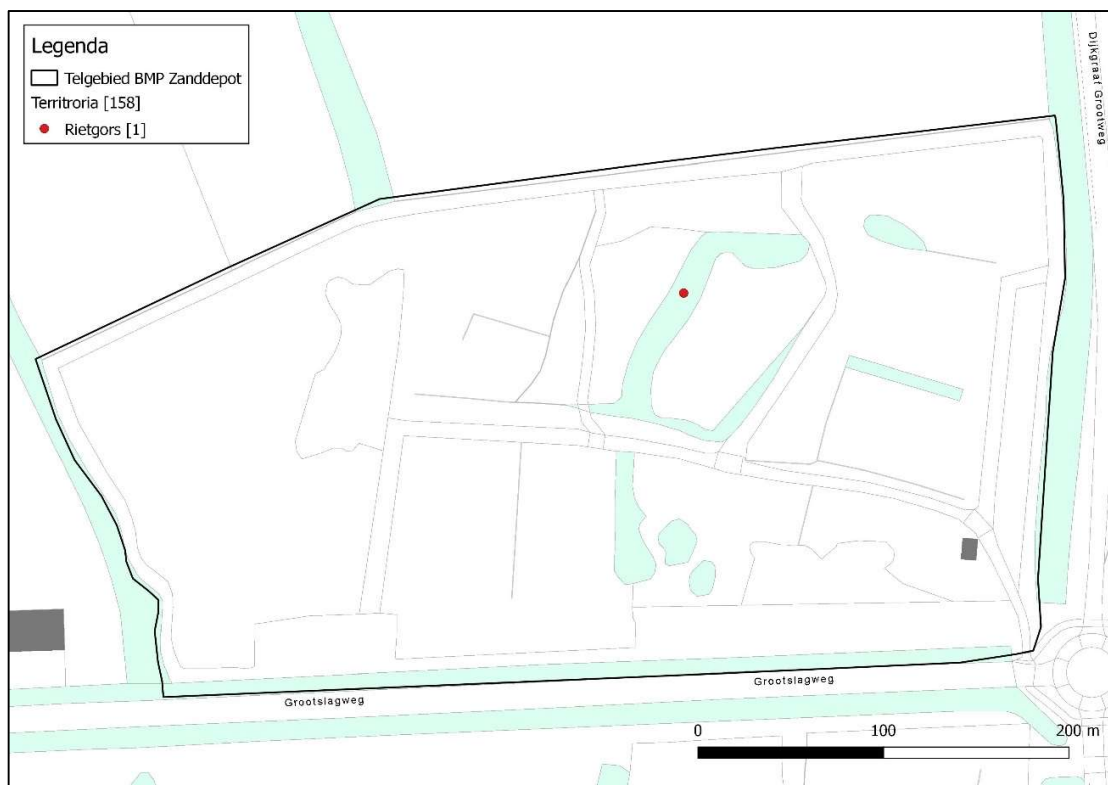 Legenda
Telgebied BMP Zanddepot
Territroria [158]
Rietgors [1]
Dijkgraaf Grootweg
Grootslagweg
Grootslagweg
0 100 200 m